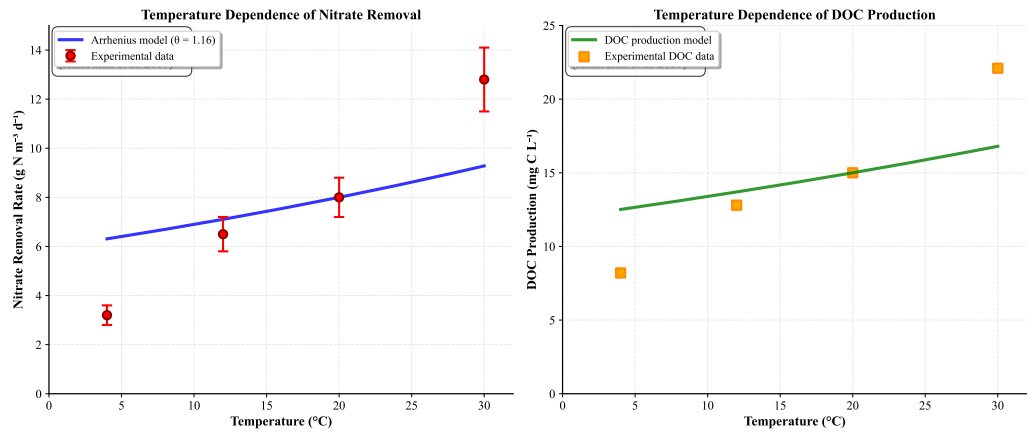 Temperature Dependence of Nitrate Removal
Arrhenius model (θ = 1.16)
Experimental data
Nitrate Removal Rate (g N m⁻³ d⁻¹)
14
12
10
8
6
4
2
0
0
5
10
15
20
25
30
Temperature (°C)
Temperature Dependence of DOC Production
DOC production model
Experimental DOC data
DOC Production (mg C L⁻¹)
25
20
15
10
5
0
0
5
10
15
20
25
30
Temperature (°C)